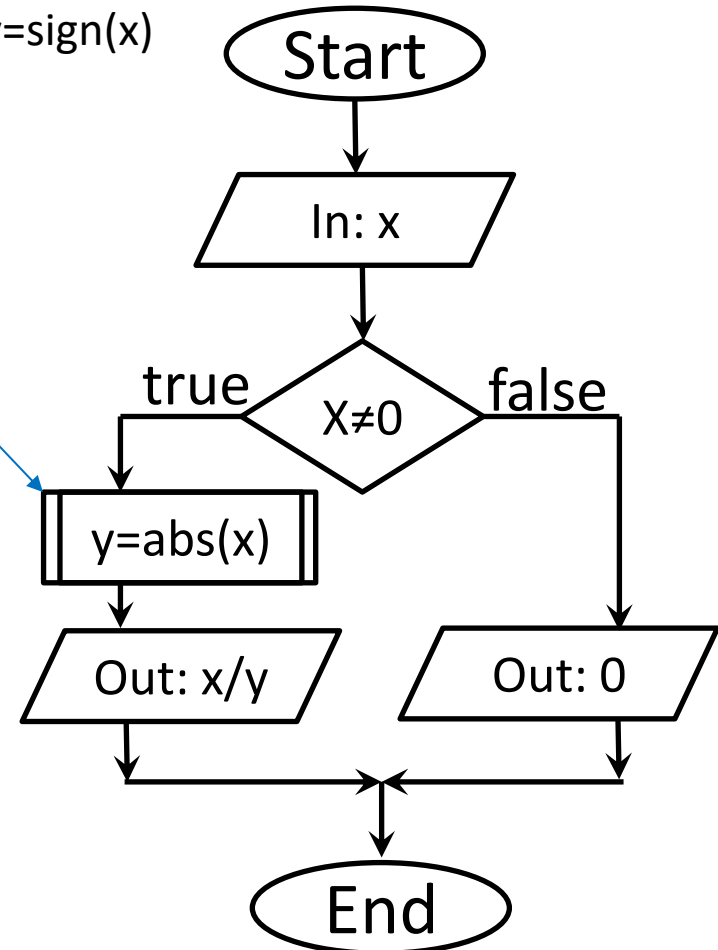 y=sign(x)
Start
In: x
true
X≠0
false
y=abs(x)
Out: x/y
Out: 0
End